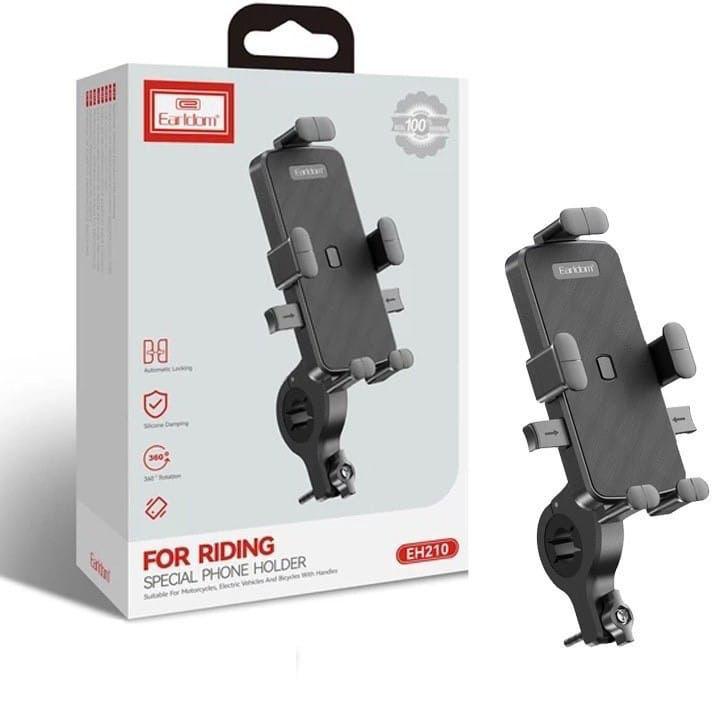 Earldom
100%
Earldom
Automatic Locking
Silicone Damping
360°
360° Rotation
FOR RIDING
SPECIAL PHONE HOLDER
EH210
Suitable For Motorcycles, Electric Vehicles And Bicycles With Handles
Earldom
Earldom